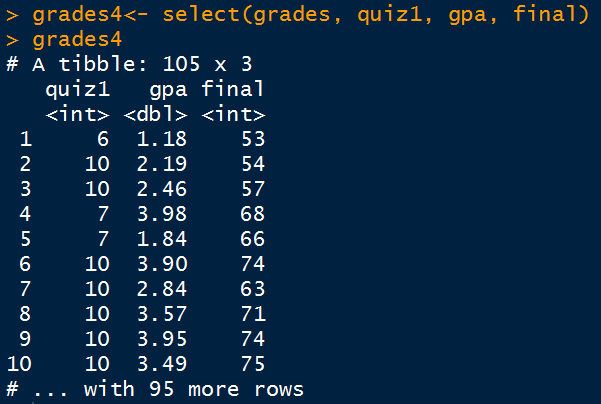 > grades4<- select(grades, quiz1, gpa, final)
> grades4
# A tibble: 105 x 3
   quiz1   gpa final
   <int> <dbl> <int>
 1     6  1.18    53
 2    10  2.19    54
 3    10  2.46    57
 4     7  3.98    68
 5     7  1.84    66
 6    10  3.90    74
 7    10  2.84    63
 8    10  3.57    71
 9    10  3.95    74
10    10  3.49    75
# ... with 95 more rows